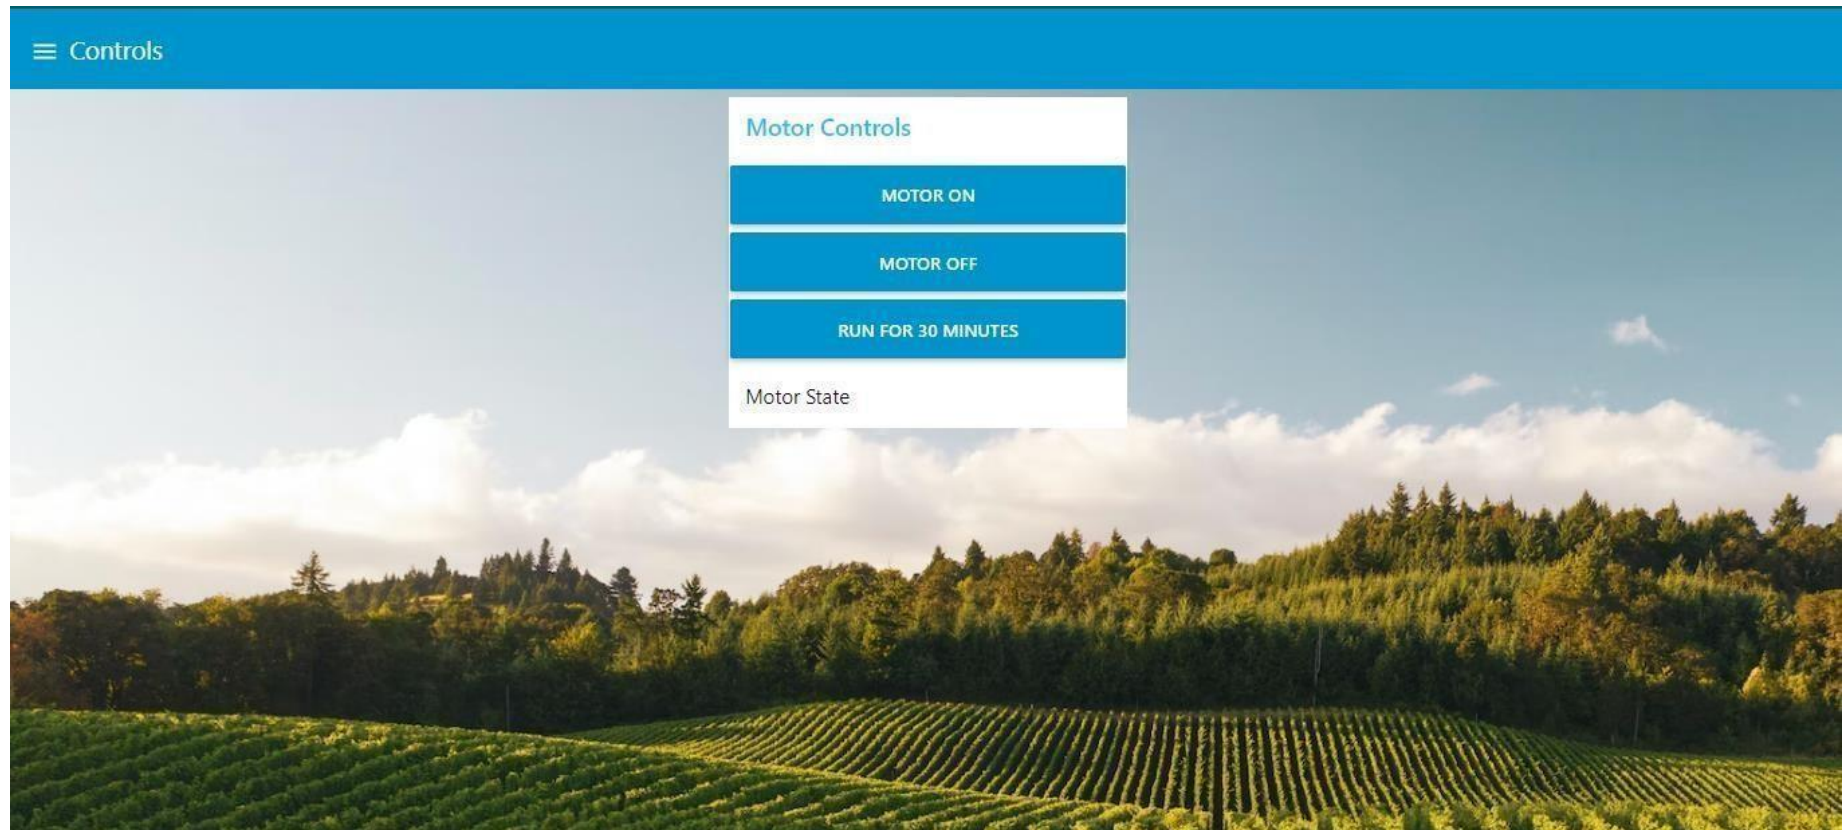 Controls
Motor Controls
MOTOR ON
MOTOR OFF
RUN FOR 30 MINUTES
Motor State